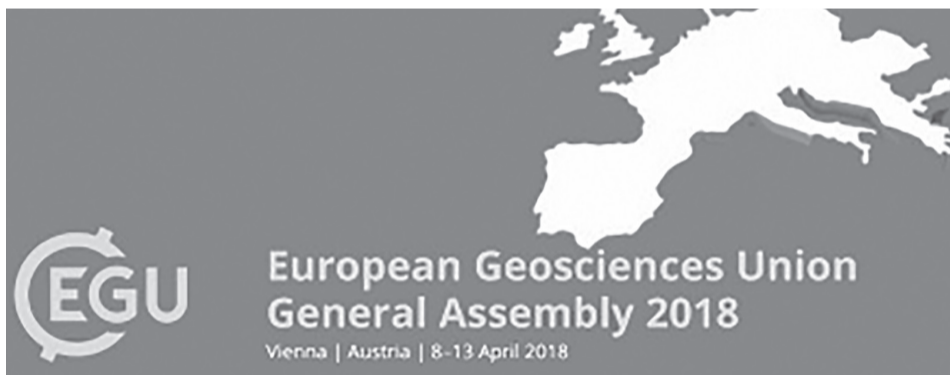 EGU
European Geosciences Union
General Assembly 2018
Vienna | Austria | 8–13 April 2018